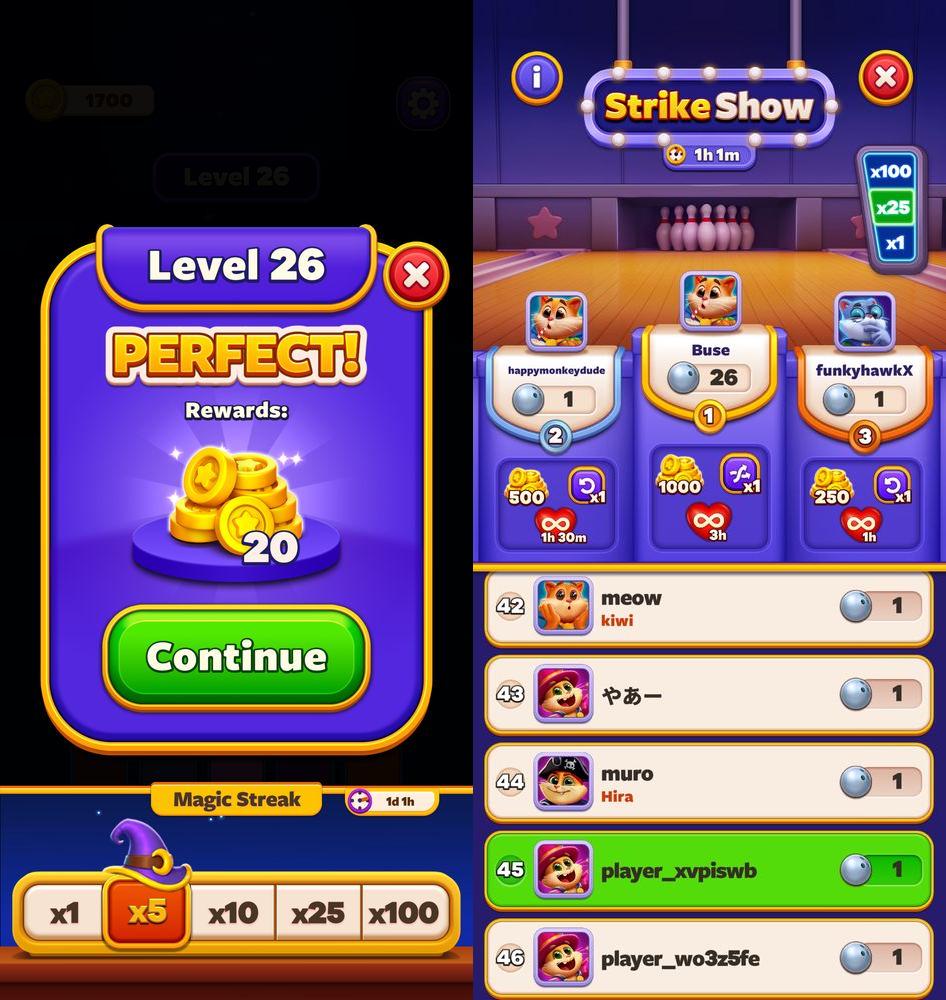 1700
Level 26
Level 26
PERFECT!
Rewards:
20
Continue
Magic Streak
1d 1h
x1
x5
x10
x25
x100
i
Strike Show
1h 1m
x100
x25
x1
happymonkeydude
1
2
500
x1
1h 30m
Buse
26
1
1000
x1
3h
funkyhawkX
1
3
250
x1
1h
42
meow
kiwi
1
43
やあー
1
44
muro
Hira
1
45
player_xvpiswb
1
46
player_wo3z5fe
1